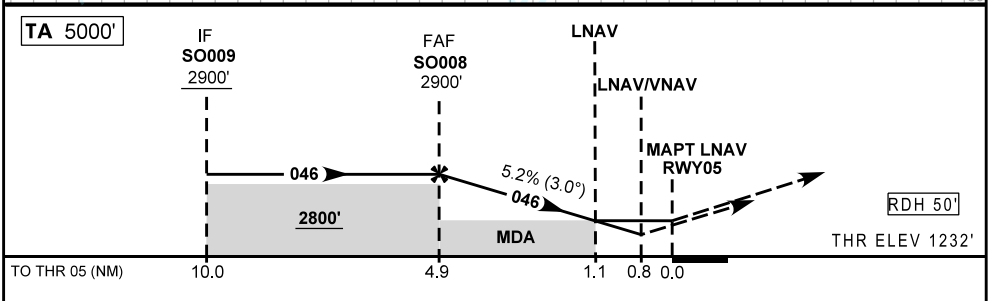 TA 5000'
IF
SO009
2900'
FAF
SO008
2900'
LNAV
LNAV/VNAV
MAPT LNAV
RWY05
046
5.2% (3.0°)
046
2800'
MDA
RDH 50'
THR ELEV 1232'
TO THR 05 (NM) 10.0 4.9 1.1 0.8 0.0